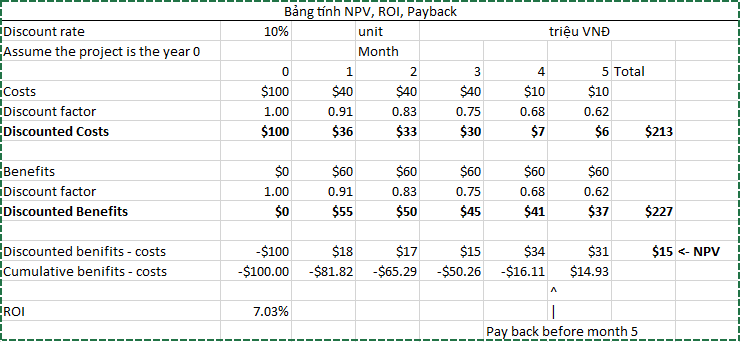 Bảng tính NPV, ROI, Payback
Discount rate 10% unit triệu VNĐ
Assume the project is the year 0 Month
0 1 2 3 4 5 Total
Costs $100 $40 $40 $40 $10 $10
Discount factor 1.00 0.91 0.83 0.75 0.68 0.62
Discounted Costs $100 $36 $33 $30 $7 $6 $213
Benefits $0 $60 $60 $60 $60 $60
Discount factor 1.00 0.91 0.83 0.75 0.68 0.62
Discounted Benefits $0 $55 $50 $45 $41 $37 $227
Discounted benifits - costs -$100 $18 $17 $15 $34 $31 $15 <- NPV
Cumulative benifits - costs -$100.00 -$81.82 -$65.29 -$50.26 -$16.11 $14.93
^
ROI 7.03% |
Pay back before month 5